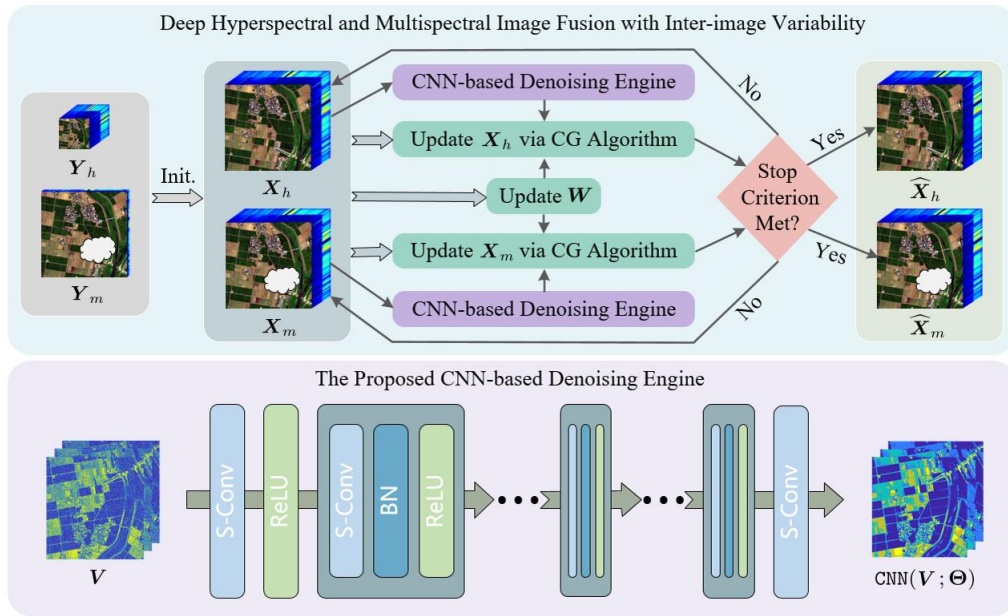 Deep Hyperspectral and Multispectral Image Fusion with Inter-image Variability
Y_h
Y_m
Init.
X_h
X_m
CNN-based Denoising Engine
Update X_h via CG Algorithm
Update W
Update X_m via CG Algorithm
CNN-based Denoising Engine
No
Stop
Criterion
Met?
No
Yes
Yes
X̂_h
X̂_m
The Proposed CNN-based Denoising Engine
V
S-Conv
ReLU
S-Conv
BN
ReLU
•••
•••
S-Conv
CNN(V; Θ)